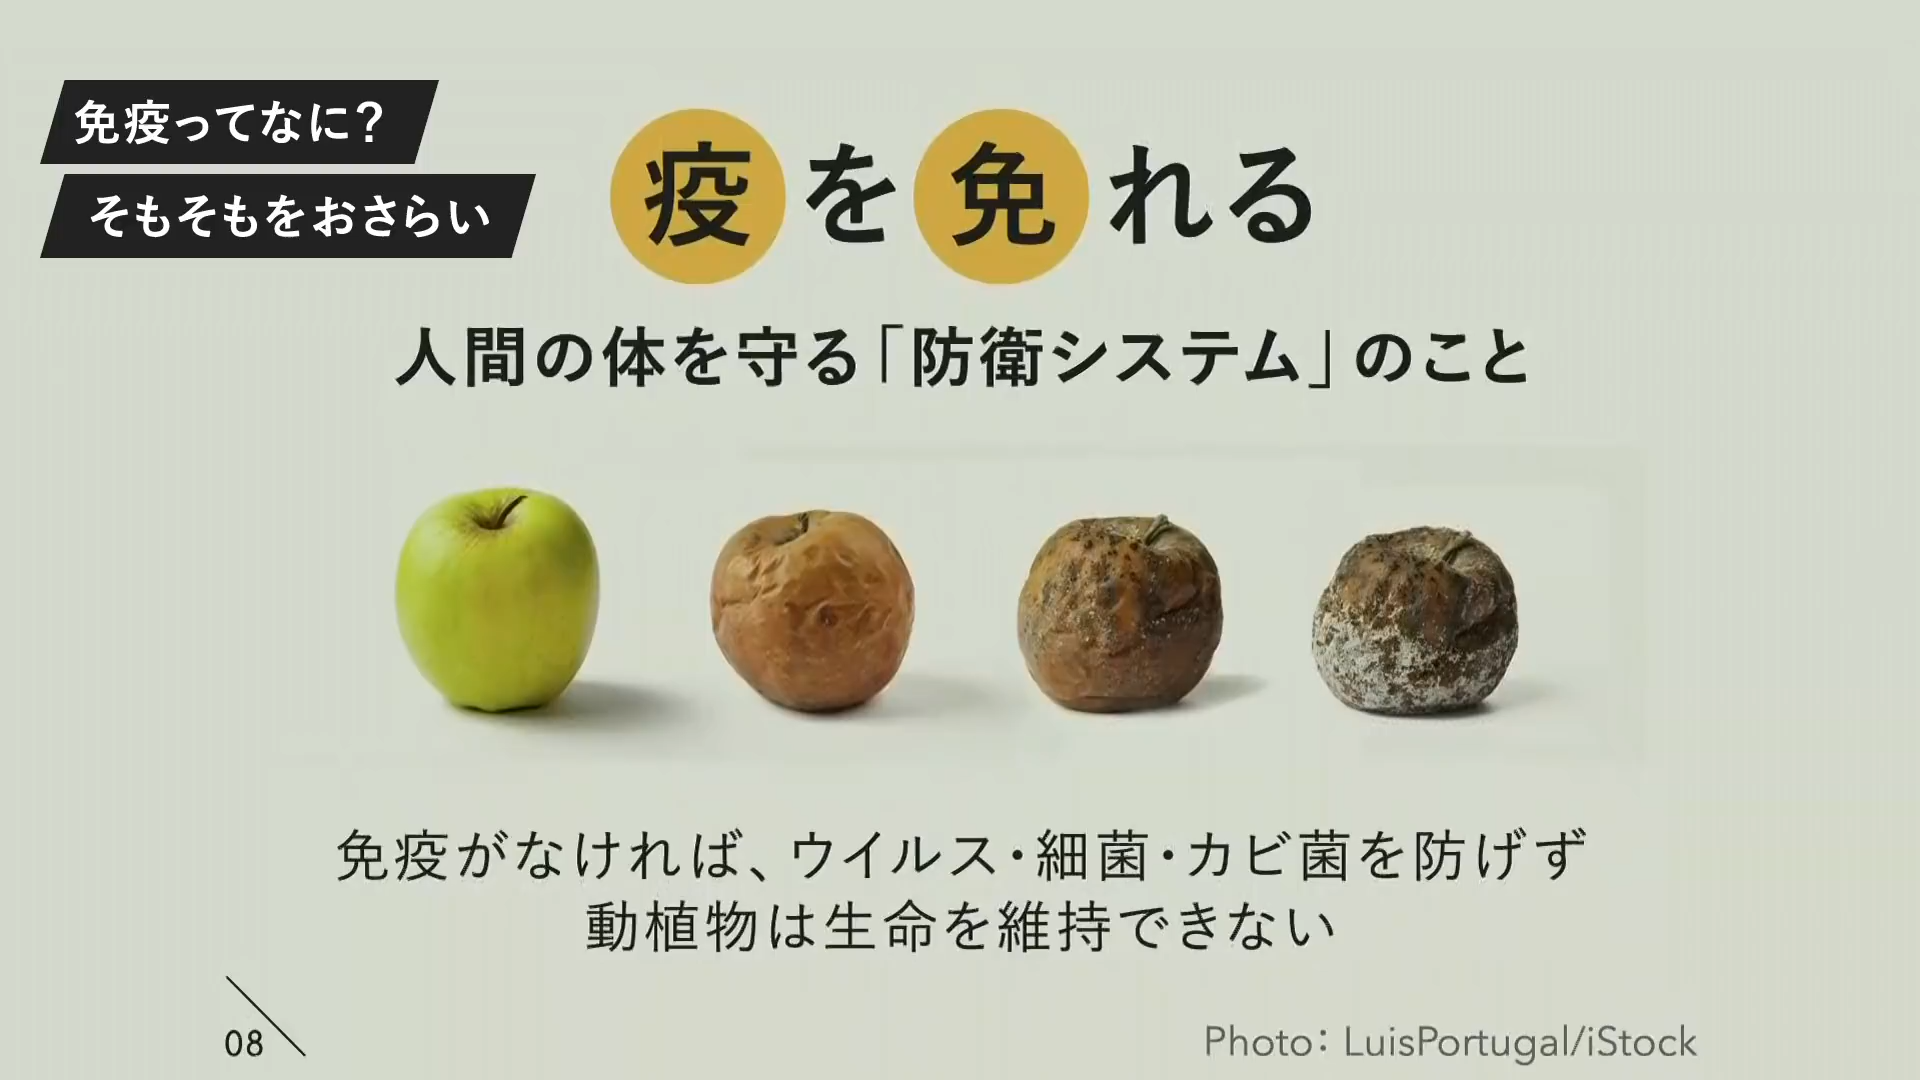 免疫ってなに？
そもそもをおさらい
疫を免れる
人間の体を守る「防衛システム」のこと
免疫がなければ、ウイルス・細菌・カビ菌を防げず
動植物は生命を維持できない
08
Photo： LuisPortugal/iStock